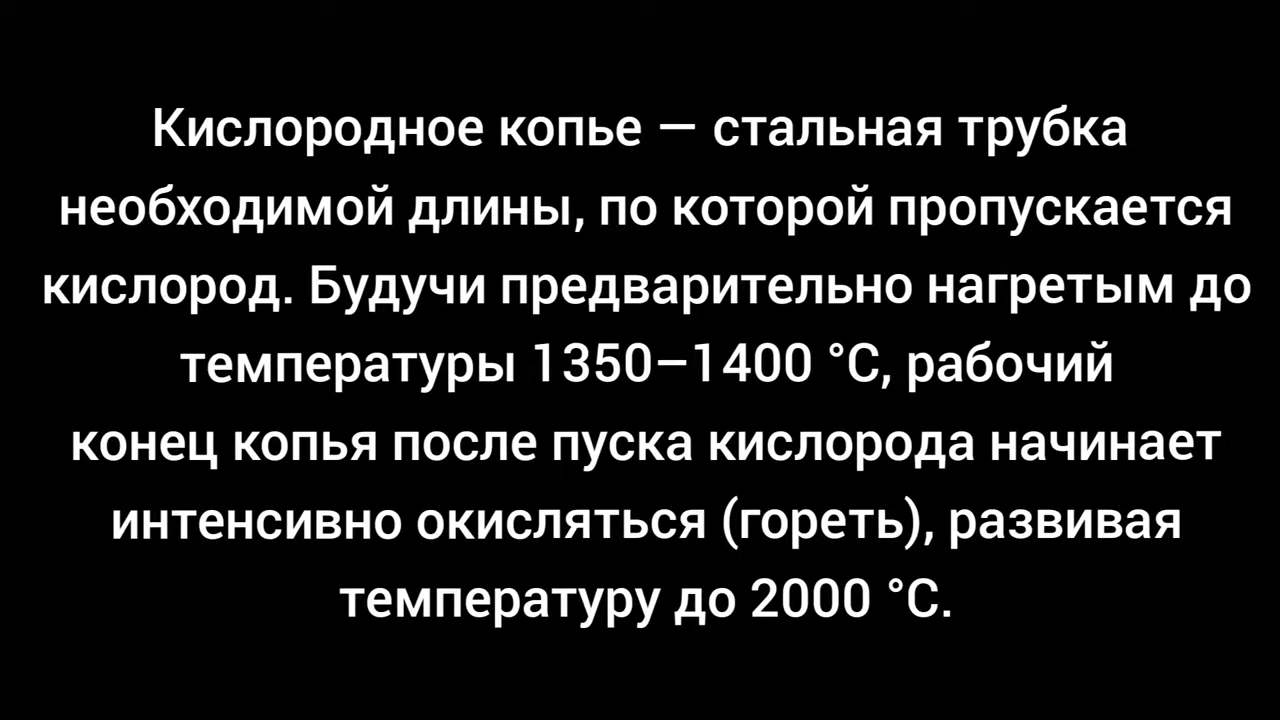 Кислородное копье — стальная трубка
необходимой длины, по которой пропускается
кислород. Будучи предварительно нагретым до
температуры 1350–1400 °С, рабочий
конец копья после пуска кислорода начинает
интенсивно окисляться (гореть), развивая
температуру до 2000 °С.